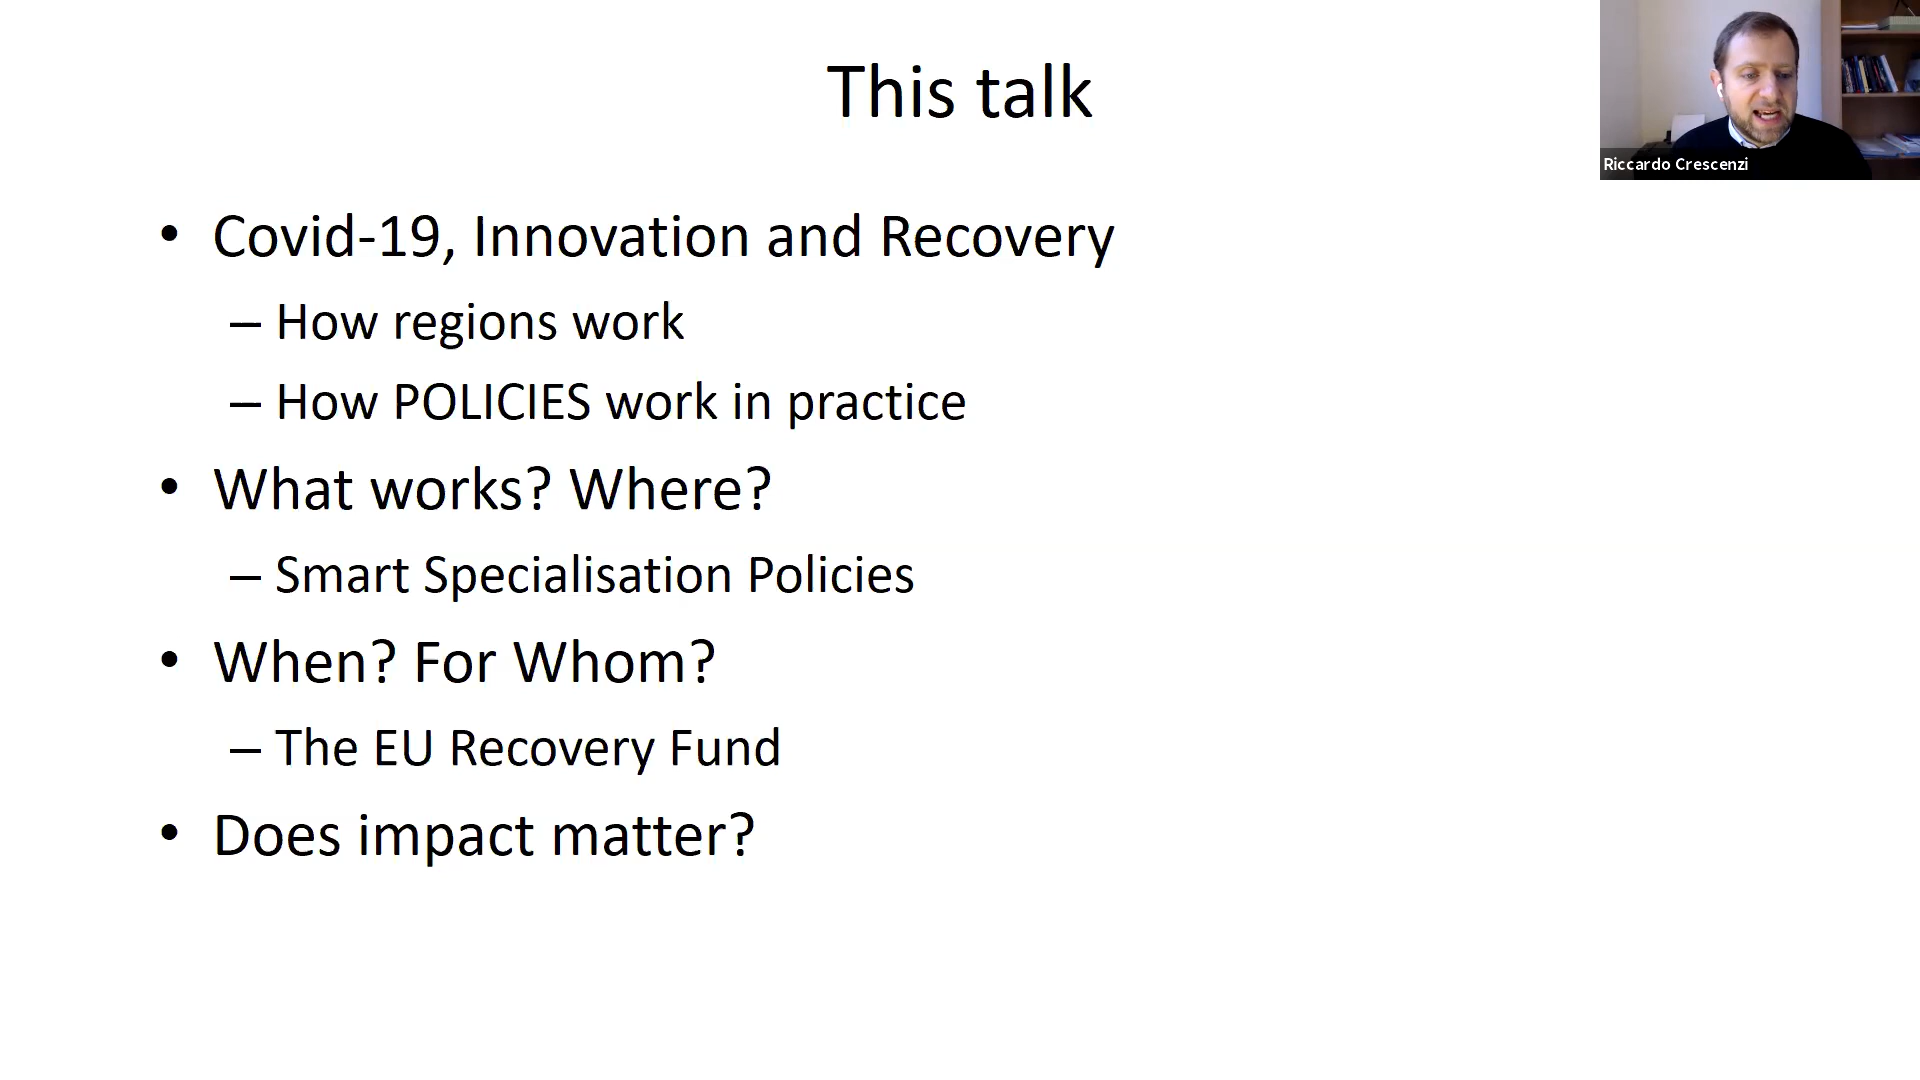 This talk
Riccardo Crescenzi
• Covid-19, Innovation and Recovery
– How regions work
– How POLICIES work in practice
• What works? Where?
– Smart Specialisation Policies
• When? For Whom?
– The EU Recovery Fund
• Does impact matter?